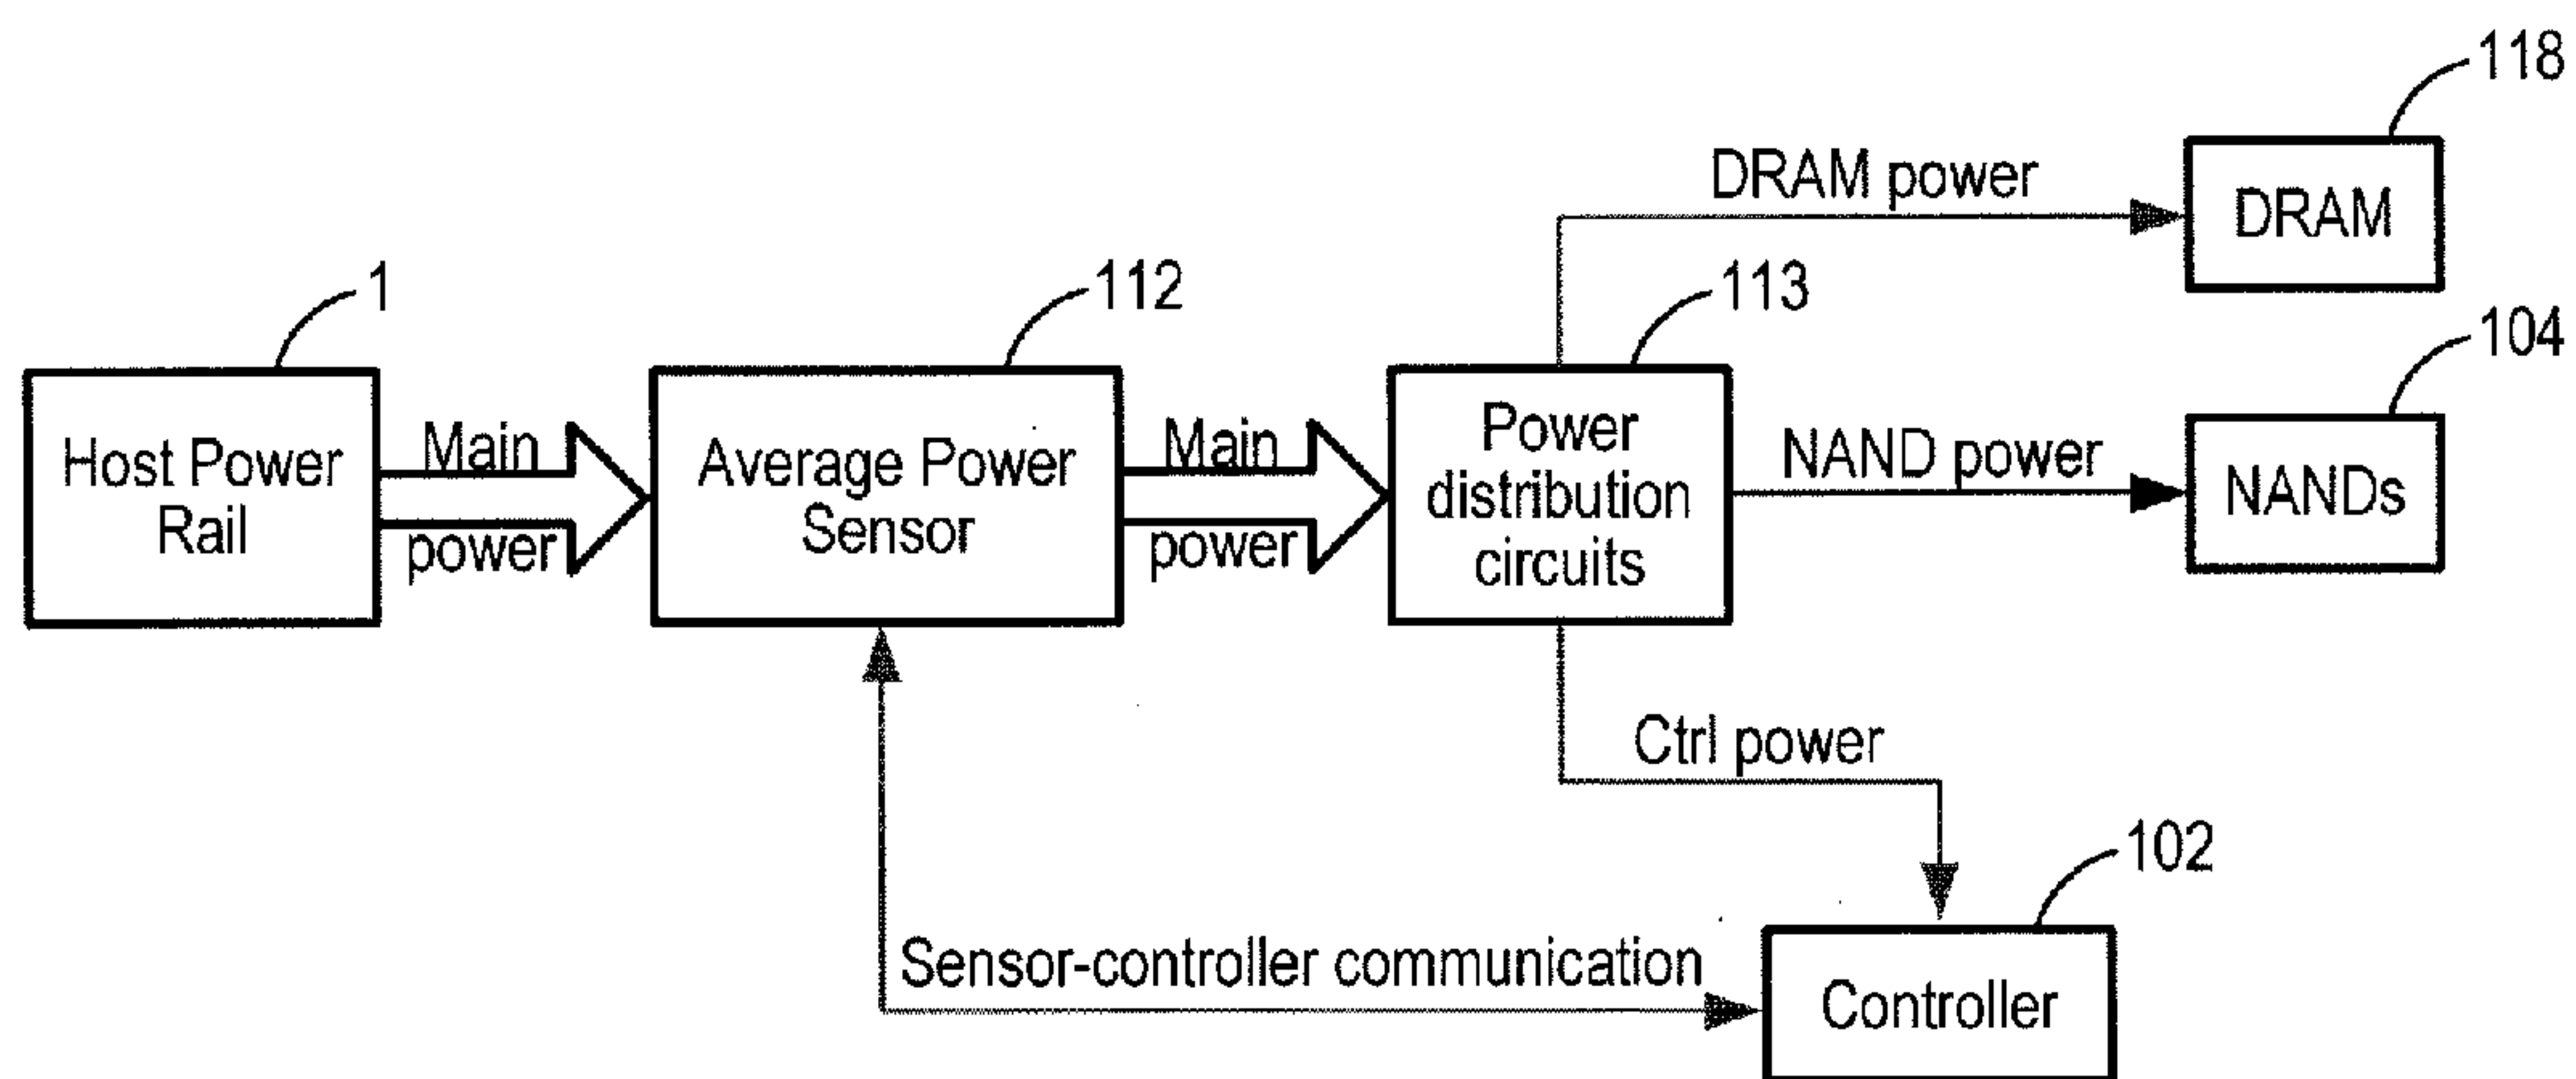 118
DRAM power
DRAM
1
112
113
104
Host Power
Rail
Main
power
Average Power
Sensor
Main
power
Power
distribution
circuits
NAND power
NANDs
Ctrl power
102
Sensor-controller communication
Controller